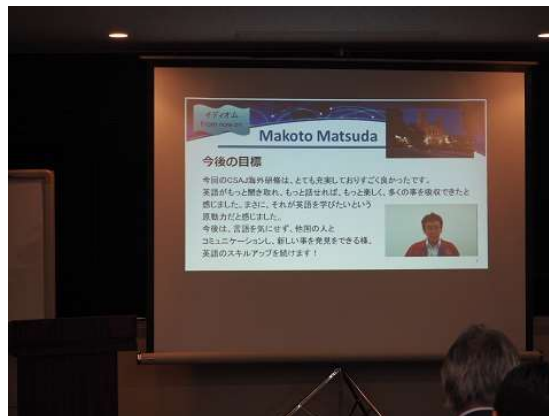 イディオム
From now on
Makoto Matsuda
今後の目標
今回のCSAJ海外研修は、とても充実しておりすごく良かったです。
英語がもっと聞き取れ、もっと話せれば、もっと楽しく、多くの事を吸収できたと
感じました。まさに、それが英語を学びたいという
原動力だと感じました。
今後は、言語を気にせず、他国の人と
コミュニケーションし、新しい事を発見をできる様、
英語のスキルアップを続けます！